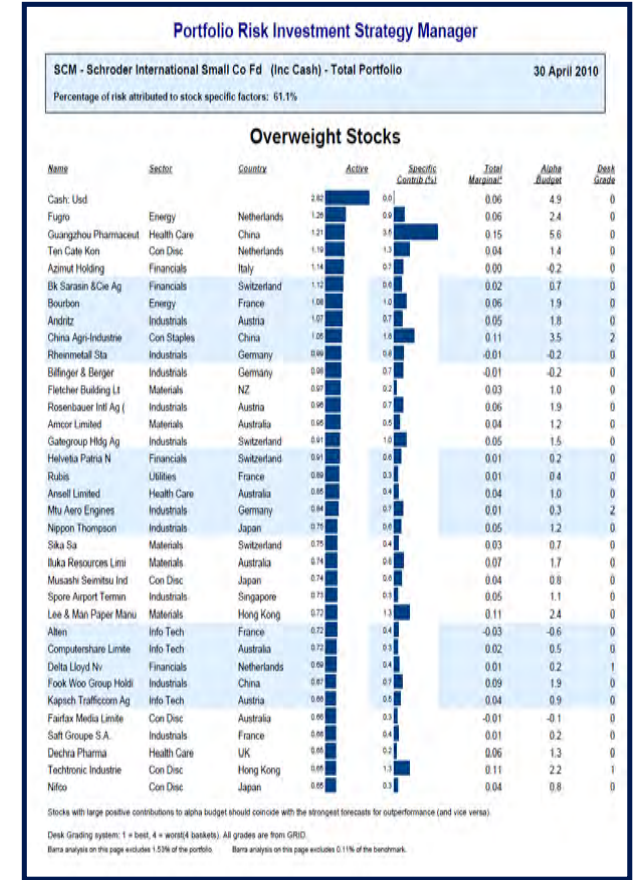 Portfolio Risk Investment Strategy Manager
SCM - Schroder International Small Co Fd (Inc Cash) - Total Portfolio 30 April 2010
Percentage of risk attributed to stock specific factors: 61.1%
Overweight Stocks
Name Sector Country Active Specific Contrib (%) Total Marginal* Alpha Budget Desk Grade
Cash: Usd 2.82 0.0 0.06 4.9 0
Fugro Energy Netherlands 1.26 0.9 0.06 2.4 0
Guangzhou Pharmaceut Health Care China 1.21 3.5 0.15 5.6 0
Ten Cate Kon Con Disc Netherlands 1.19 1.3 0.04 1.4 0
Azimut Holding Financials Italy 1.14 0.7 0.00 -0.2 0
Bk Sarasin &Cie Ag Financials Switzerland 1.12 0.6 0.02 0.7 0
Bourbon Energy France 1.08 1.0 0.06 1.9 0
Andritz Industrials Austria 1.07 0.7 0.05 1.8 0
China Agri-Industrie Con Staples China 1.06 1.6 0.11 3.5 2
Rheinmetall Sta Industrials Germany 0.99 0.8 -0.01 -0.2 0
Bilfinger & Berger Industrials Germany 0.98 0.7 -0.01 -0.2 0
Fletcher Building Lt Materials NZ 0.97 0.2 0.03 1.0 0
Rosenbauer Intl Ag ( Industrials Austria 0.96 0.7 0.06 1.9 0
Amcor Limited Materials Australia 0.95 0.5 0.04 1.2 0
Gategroup Hldg Ag Industrials Switzerland 0.91 1.0 0.05 1.5 0
Helvetia Patria N Financials Switzerland 0.91 0.6 0.01 0.2 0
Rubis Utilities France 0.89 0.3 0.01 0.4 0
Ansell Limited Health Care Australia 0.85 0.4 0.04 1.0 0
Mtu Aero Engines Industrials Germany 0.84 0.7 0.01 0.3 2
Nippon Thompson Industrials Japan 0.75 0.6 0.05 1.2 0
Sika Sa Materials Switzerland 0.75 0.4 0.03 0.7 0
Iluka Resources Limi Materials Australia 0.74 0.6 0.07 1.7 0
Musashi Seimitsu Ind Con Disc Japan 0.74 0.6 0.04 0.8 0
Spore Airport Termin Industrials Singapore 0.73 0.3 0.05 1.1 0
Lee & Man Paper Manu Materials Hong Kong 0.72 1.3 0.11 2.4 0
Alten Info Tech France 0.72 0.4 -0.03 -0.6 0
Computershare Limite Info Tech Australia 0.72 0.3 0.02 0.5 0
Delta Lloyd Nv Financials Netherlands 0.69 0.4 0.01 0.2 1
Fook Woo Group Holdi Industrials China 0.67 0.7 0.09 1.9 0
Kapsch Trafficcom Ag Info Tech Austria 0.66 0.5 0.04 0.9 0
Fairfax Media Limite Con Disc Australia 0.66 0.3 -0.01 -0.1 0
Saft Groupe S.A. Industrials France 0.66 0.4 0.01 0.2 0
Dechra Pharma Health Care UK 0.65 0.2 0.06 1.3 0
Techtronic Industrie Con Disc Hong Kong 0.65 1.3 0.11 2.2 1
Nifco Con Disc Japan 0.65 0.3 0.04 0.8 0
Stocks with large positive contributions to alpha budget should coincide with the strongest forecasts for outperformance (and vice versa).
Desk Grading system: 1 = best, 4 = worst(4 baskets). All grades are from GRID.
Barra analysis on this page excludes 1.53% of the portfolio. Barra analysis on this page excludes 0.11% of the benchmark.